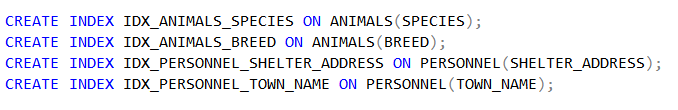 CREATE INDEX IDX_ANIMALS_SPECIES ON ANIMALS(SPECIES);
CREATE INDEX IDX_ANIMALS_BREED ON ANIMALS(BREED);
CREATE INDEX IDX_PERSONNEL_SHELTER_ADDRESS ON PERSONNEL(SHELTER_ADDRESS);
CREATE INDEX IDX_PERSONNEL_TOWN_NAME ON PERSONNEL(TOWN_NAME);